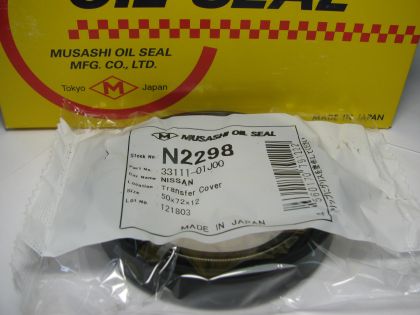 OIL SEAL
MUSASHI OIL SEAL
MFG. CO., LTD.
Tokyo M Japan
MADE IN JAPAN
M MUSASHI OIL SEAL
Stock No. N2298
Part No. 33111-01J00
Car Name NISSAN
Location Transfer Cover
Size 50x72x12
Lot No. 121803
MADE IN JAPAN